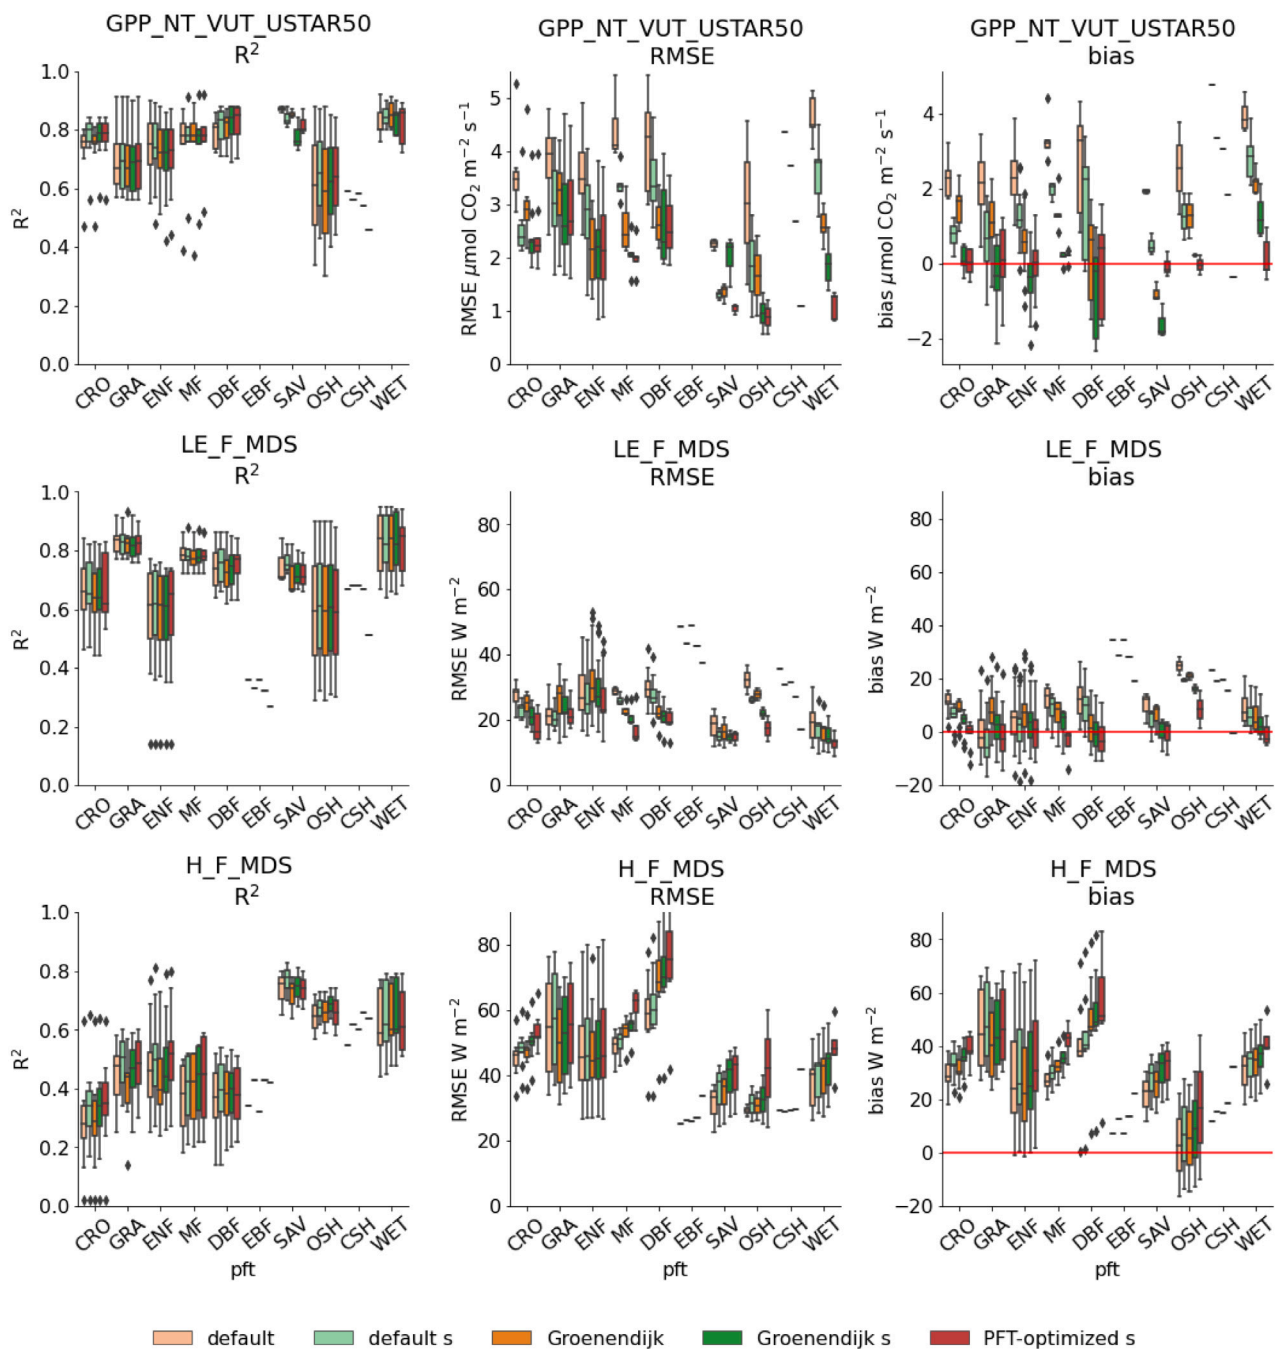 GPP_NT_VUT_USTAR50
R²
GPP_NT_VUT_USTAR50
RMSE
GPP_NT_VUT_USTAR50
bias
R²
1.0
0.8
0.6
0.4
0.2
0.0
CRO GRA ENF MF DBF EBF SAV OSH CSH WET
RMSE μmol CO₂ m⁻² s⁻¹
5
4
3
2
1
0
CRO GRA ENF MF DBF EBF SAV OSH CSH WET
bias μmol CO₂ m⁻² s⁻¹
4
2
0
−2
CRO GRA ENF MF DBF EBF SAV OSH CSH WET
LE_F_MDS
R²
LE_F_MDS
RMSE
LE_F_MDS
bias
R²
1.0
0.8
0.6
0.4
0.2
0.0
CRO GRA ENF MF DBF EBF SAV OSH CSH WET
RMSE W m⁻²
80
60
40
20
0
CRO GRA ENF MF DBF EBF SAV OSH CSH WET
bias W m⁻²
80
60
40
20
0
−20
CRO GRA ENF MF DBF EBF SAV OSH CSH WET
H_F_MDS
R²
H_F_MDS
RMSE
H_F_MDS
bias
R²
1.0
0.8
0.6
0.4
0.2
0.0
CRO GRA ENF MF DBF EBF SAV OSH CSH WET
pft
RMSE W m⁻²
80
60
40
20
0
CRO GRA ENF MF DBF EBF SAV OSH CSH WET
pft
bias W m⁻²
80
60
40
20
0
−20
CRO GRA ENF MF DBF EBF SAV OSH CSH WET
pft
default default s Groenendijk Groenendijk s PFT-optimized s